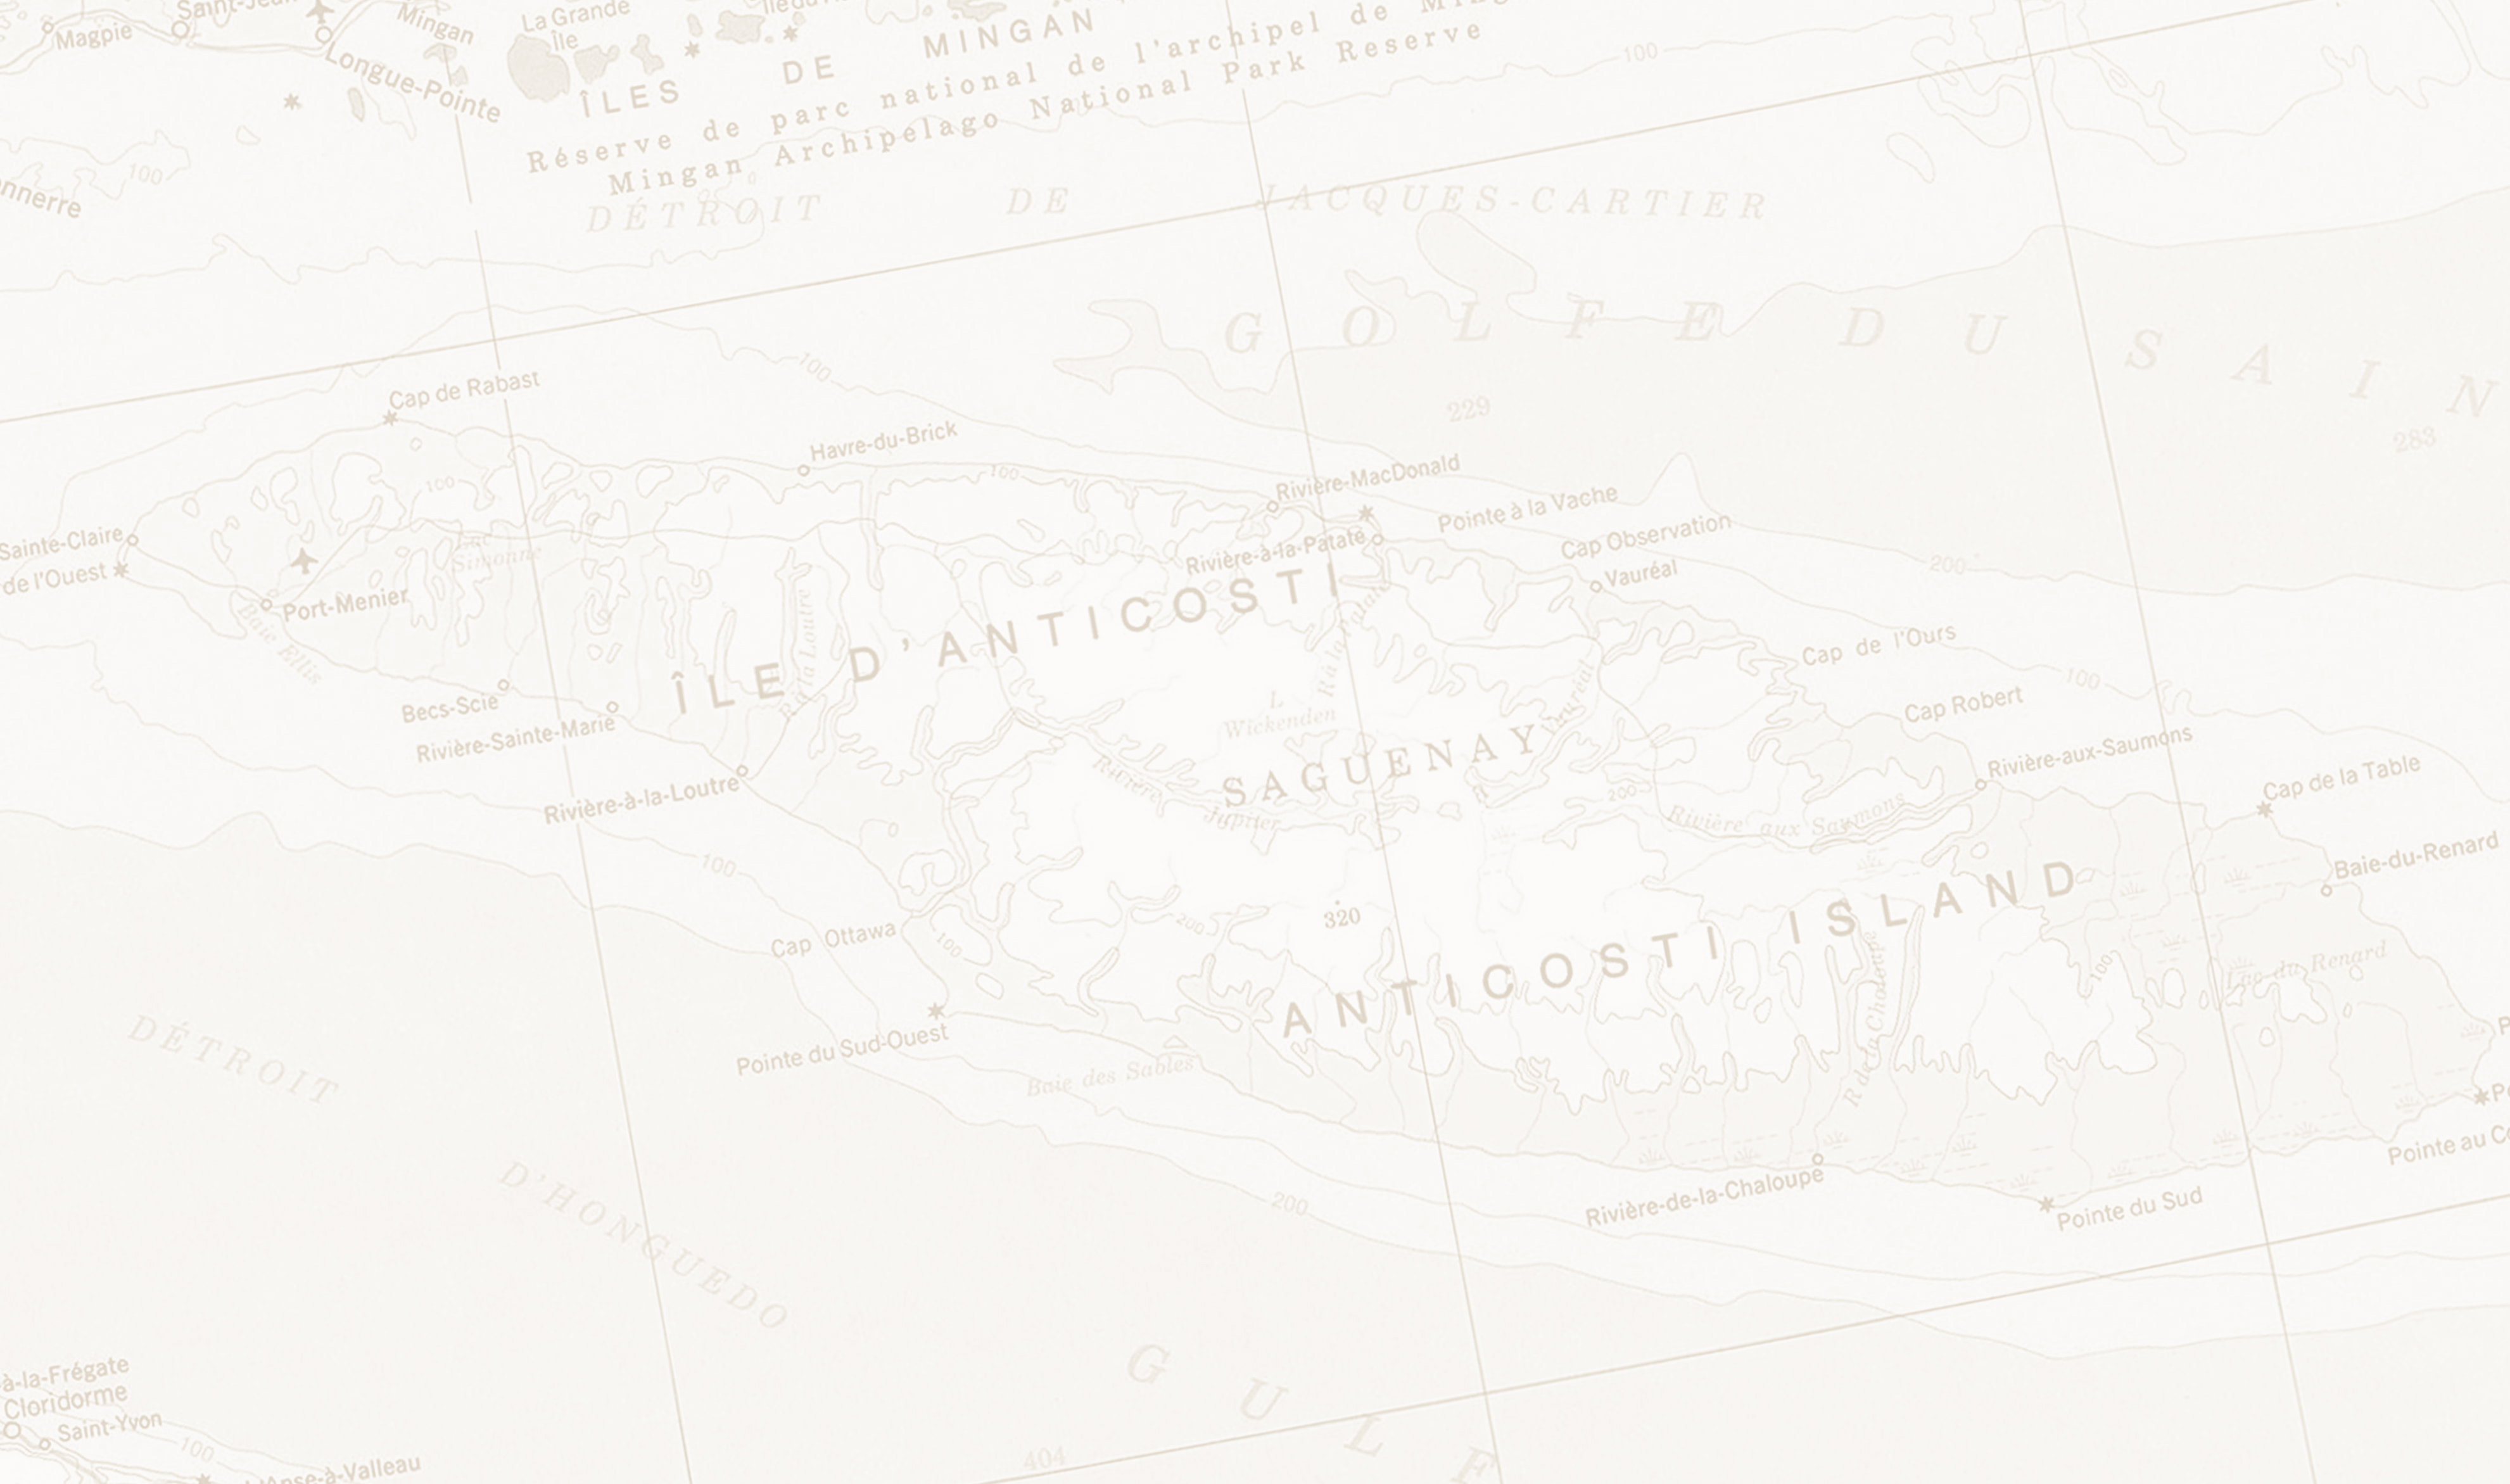 Magpie
Longue-Pointe
Mingan
La Grande
Île
ÎLES DE MINGAN
Réserve de parc national de l'archipel de
Mingan Archipelago National Park Reserve
100
100
DÉTROIT DE JACQUES-CARTIER
GOLFE DU SAIN
229
283
100
Cap de Rabast
Havre-du-Brick
100
100
Rivière-MacDonald
Pointe à la Vache
Cap Observation
Rivière-à-la-Patate
Vauréal
200
Sainte-Claire
de l'Ouest
Port-Menier
Baie Ellis
Lac
Simonne
Becs-Scie
Rivière-Sainte-Marie
Rivière-à-la-Loutre
R à la Loutre
ÎLE D'ANTICOSTI
R à la Patate
L
Wickenden
SAGUENAY
R Vauréal
Rivière Jupiter
Cap de l'Ours
100
Cap Robert
Rivière-aux-Saumons
200
Rivière aux Saumons
Cap de la Table
Baie-du-Renard
Lac du Renard
100
Cap Ottawa
100
200
320
ANTICOSTI ISLAND
R de la Chaloupe
100
Pointe du Sud-Ouest
Baie des Sables
DÉTROIT
D'HONGUEDO
200
Rivière-de-la-Chaloupe
Pointe du Sud
Pointe au
GULF
404
à-la-Frégate
Cloridorme
Saint-Yvon
100
L'Anse-à-Valleau